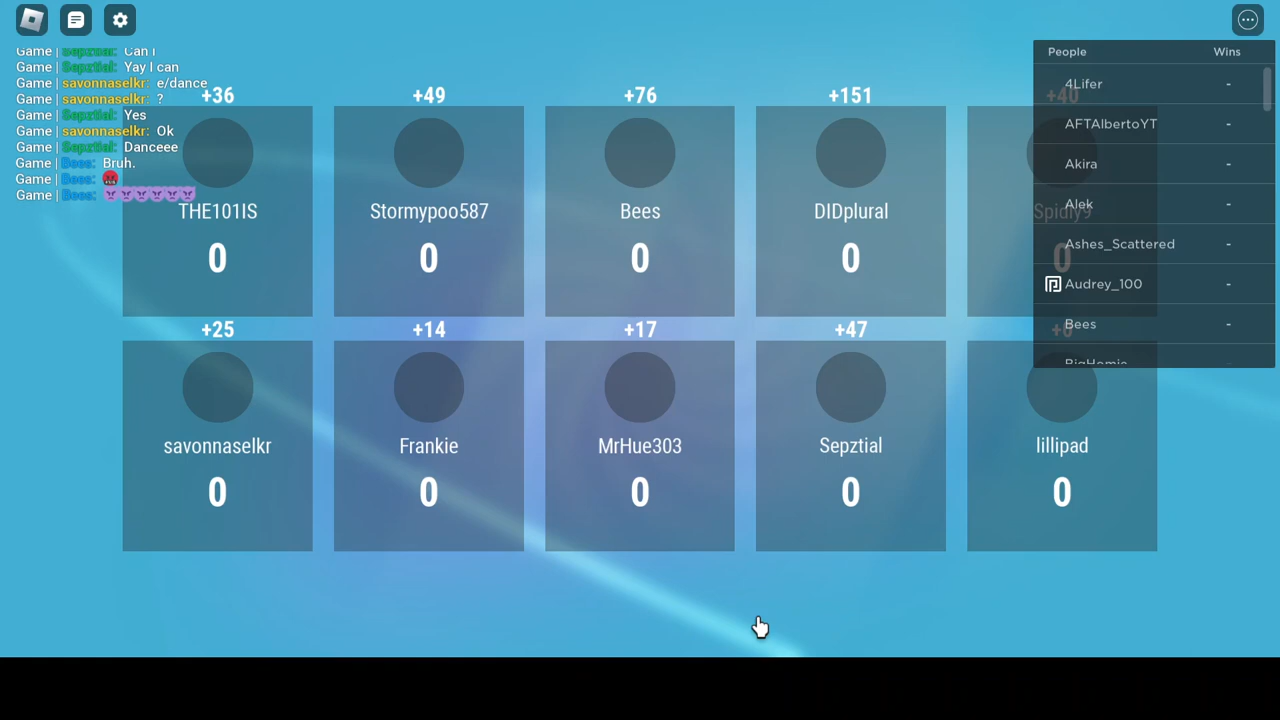 Game | Sepztial: Can I
Game | Sepztial: Yay I can
Game | savonnaselkr: e/dance
Game | savonnaselkr: ?
Game | Sepztial: Yes
Game | savonnaselkr: Ok
Game | Sepztial: Danceee
Game | Bees: Bruh.
Game | Bees: 🤬
Game | Bees: 😈😈😈😈😈😈
People Wins
4Lifer -
AFTAlbertoYT -
Akira -
Alek -
Ashes_Scattered -
Audrey_100 -
Bees -
BigHomie -
+36 +49 +76 +151 +40
THE101IS Stormypoo587 Bees DIDplural Spidly9
0 0 0 0 0
+25 +14 +17 +47
savonnaselkr Frankie MrHue303 Sepztial lillipad
0 0 0 0 0